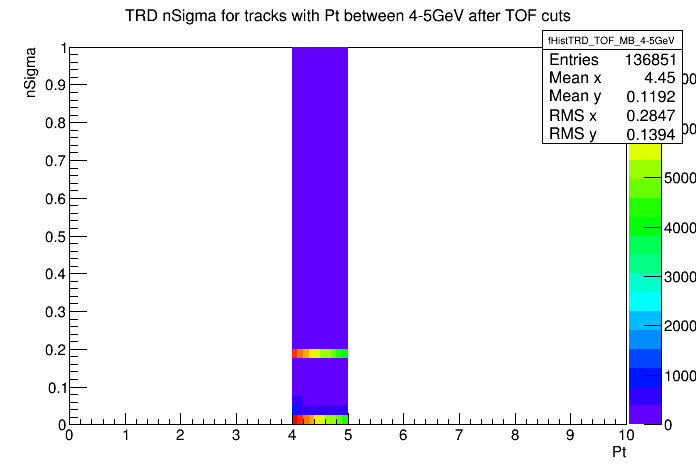 TRD nSigma for tracks with Pt between 4-5GeV after TOF cuts
fHistTRD_TOF_MB_4-5GeV
Entries 136851
Mean x 4.45
Mean y 0.1192
RMS x 0.2847
RMS y 0.1394
nSigma
1
0.9
0.8
0.7
0.6
0.5
0.4
0.3
0.2
0.1
0
0 1 2 3 4 5 6 7 8 9 10
Pt
5000
4000
3000
2000
1000
0